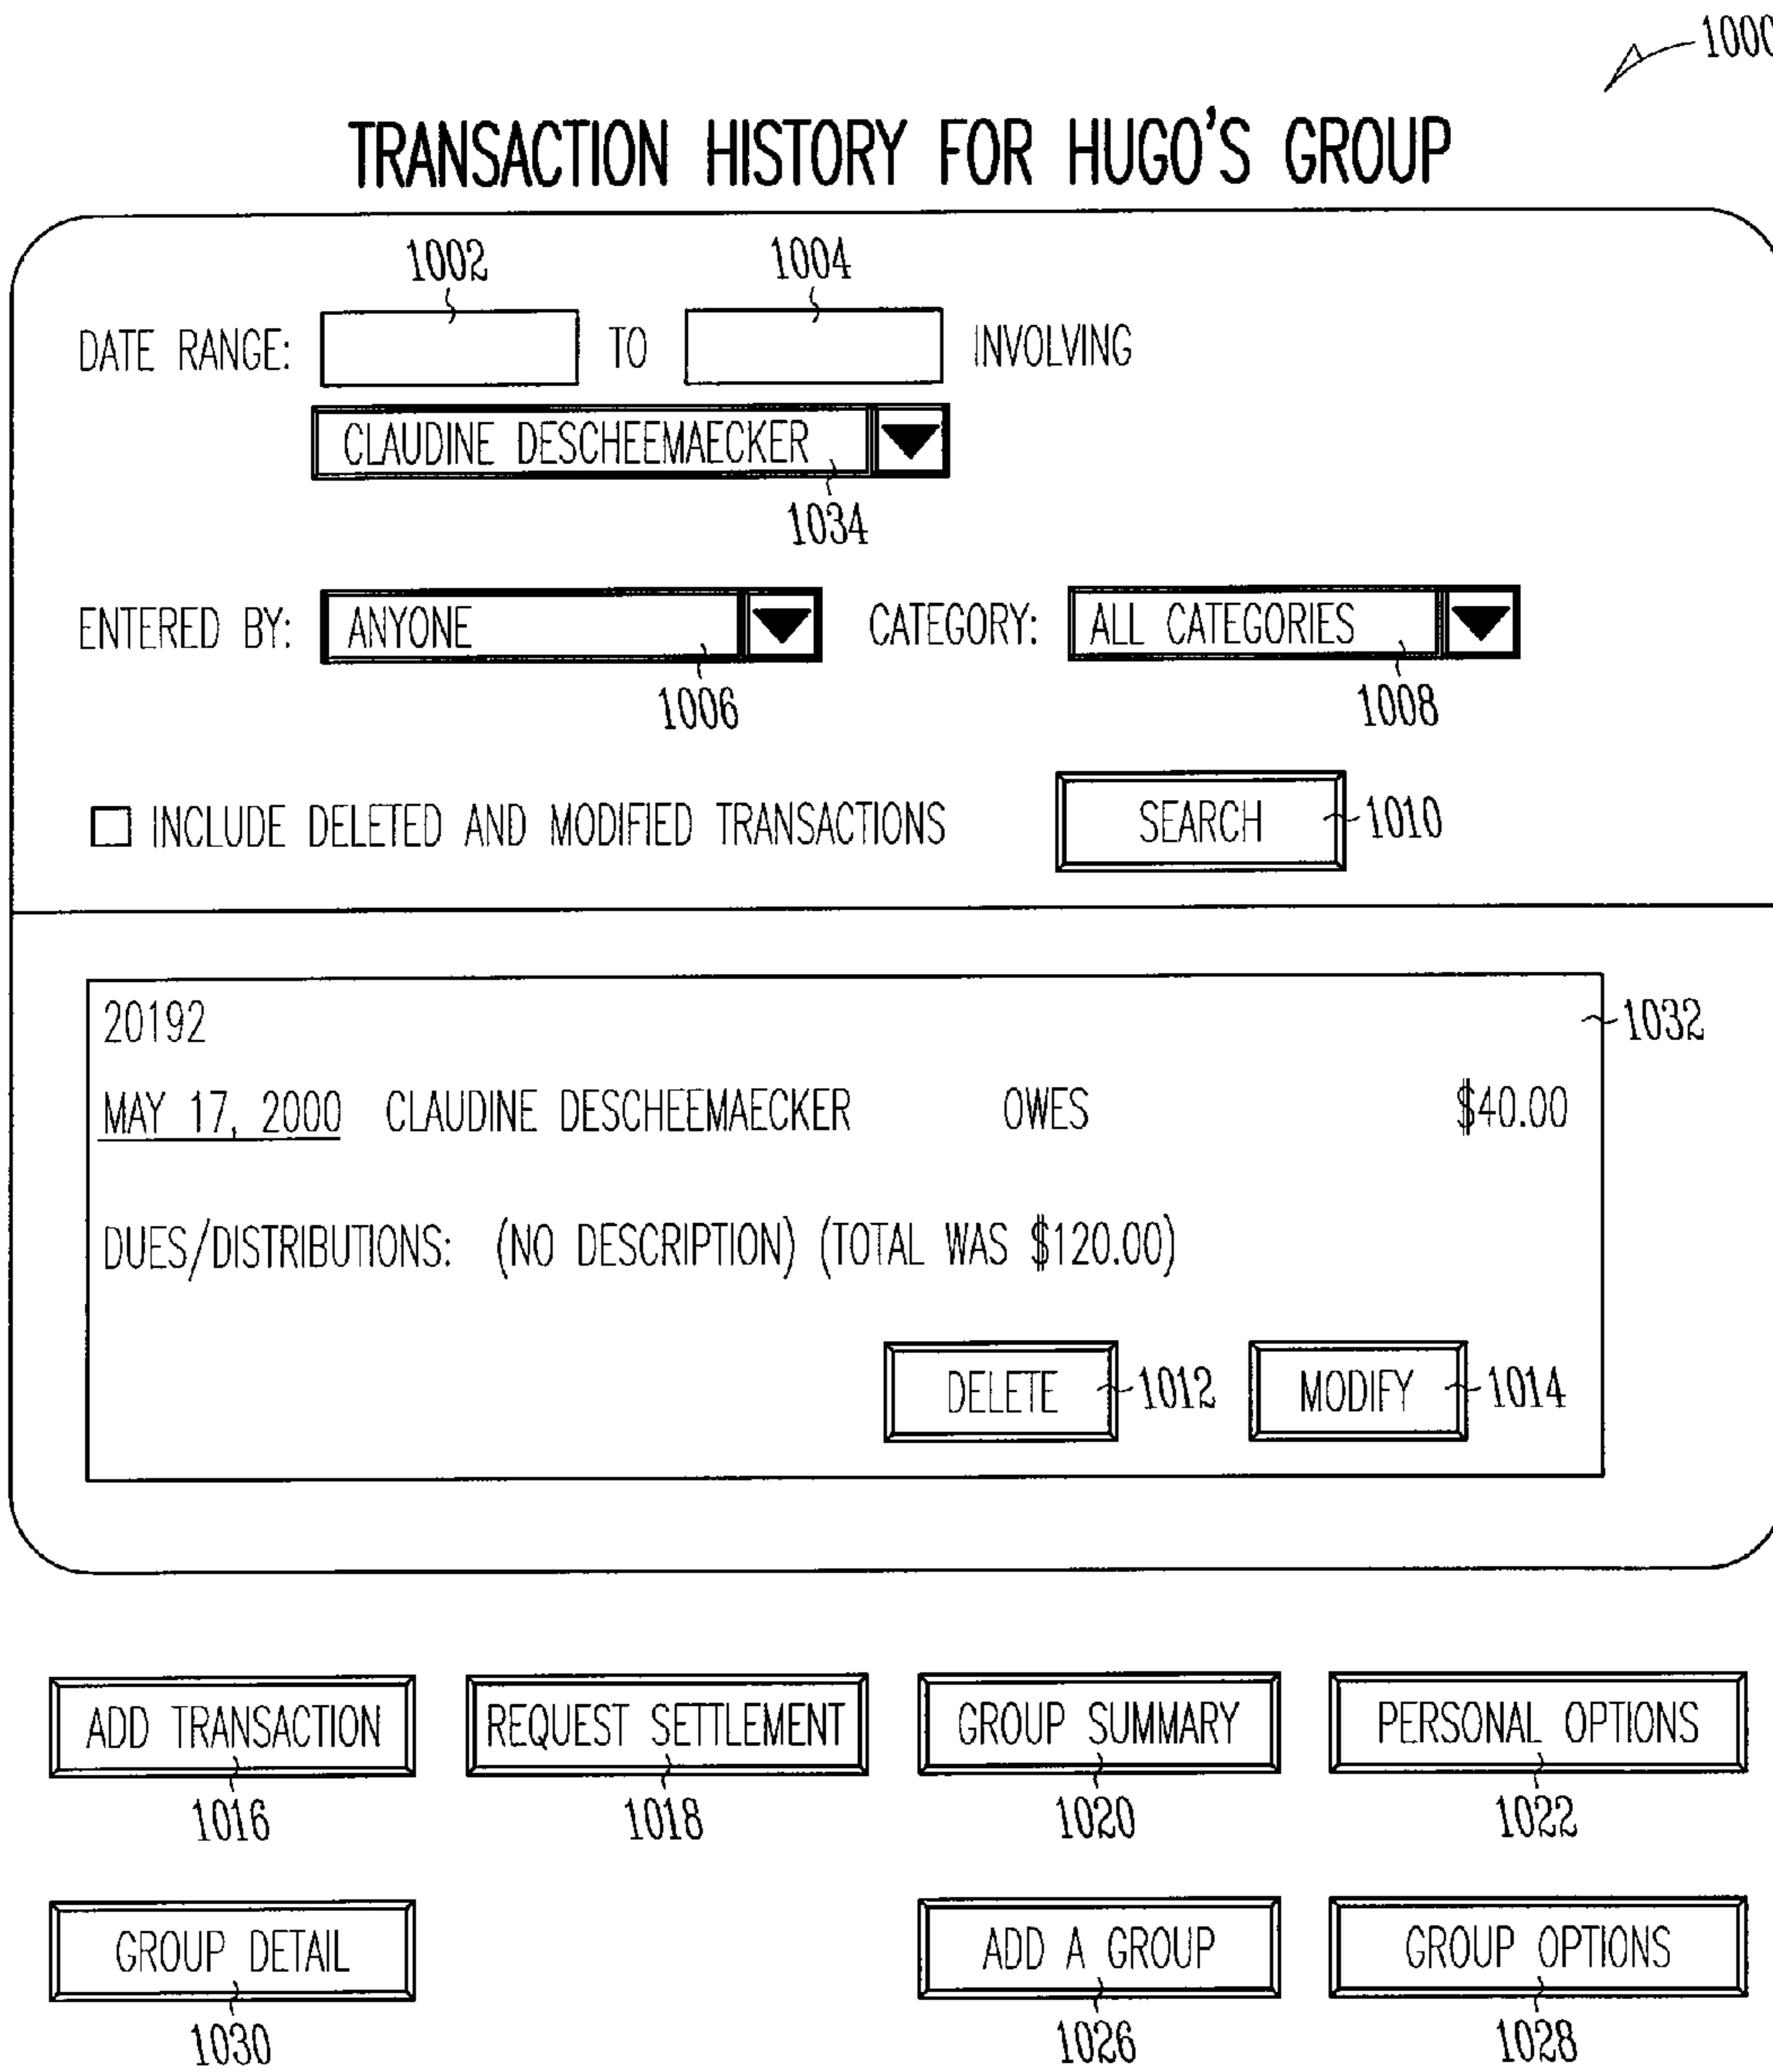 1000
TRANSACTION HISTORY FOR HUGO'S GROUP
1002 1004
DATE RANGE: TO INVOLVING
CLAUDINE DESCHEEMAECKER
1034
ENTERED BY: ANYONE CATEGORY: ALL CATEGORIES
1006 1008
INCLUDE DELETED AND MODIFIED TRANSACTIONS SEARCH 1010
20192 1032
MAY 17, 2000 CLAUDINE DESCHEEMAECKER OWES $40.00
DUES/DISTRIBUTIONS: (NO DESCRIPTION) (TOTAL WAS $120.00)
DELETE 1012 MODIFY 1014
ADD TRANSACTION REQUEST SETTLEMENT GROUP SUMMARY PERSONAL OPTIONS
1016 1018 1020 1022
GROUP DETAIL ADD A GROUP GROUP OPTIONS
1030 1026 1028